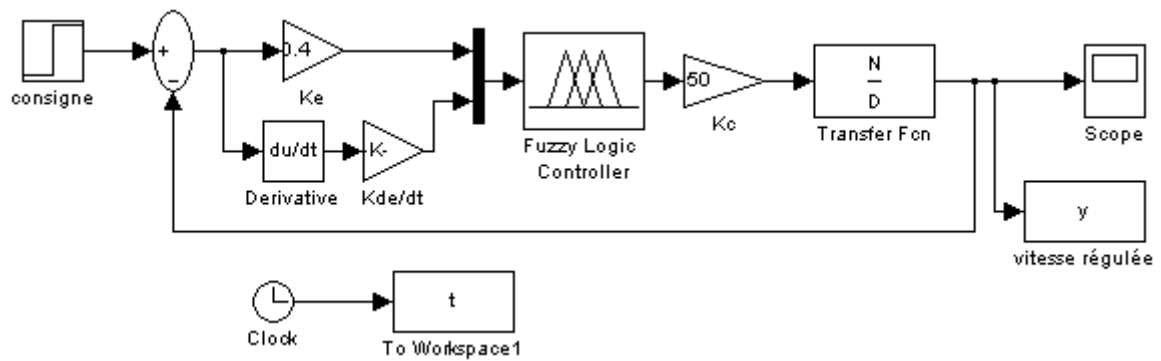 consigne
+
−
0.4
Ke
du/dt
Derivative
K-
Kde/dt
Fuzzy Logic
Controller
50
Kc
N
D
Transfer Fcn
Scope
y
vitesse régulée
Clock
t
To Workspace1